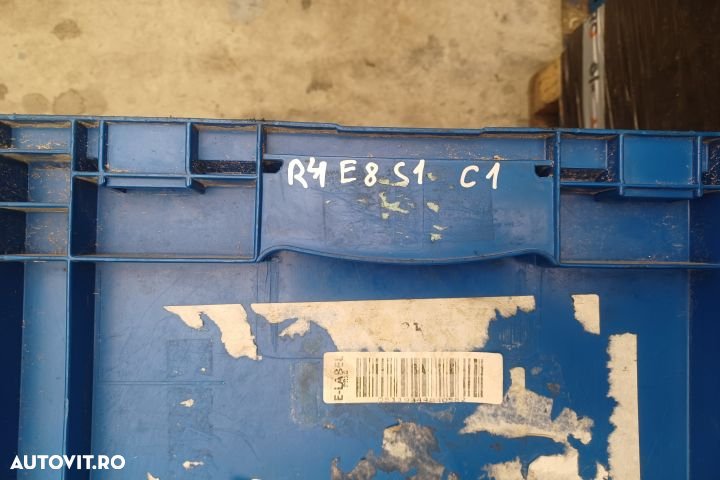 R4 E8 S1 C1
E-LABEL
AUTOVIT.RO